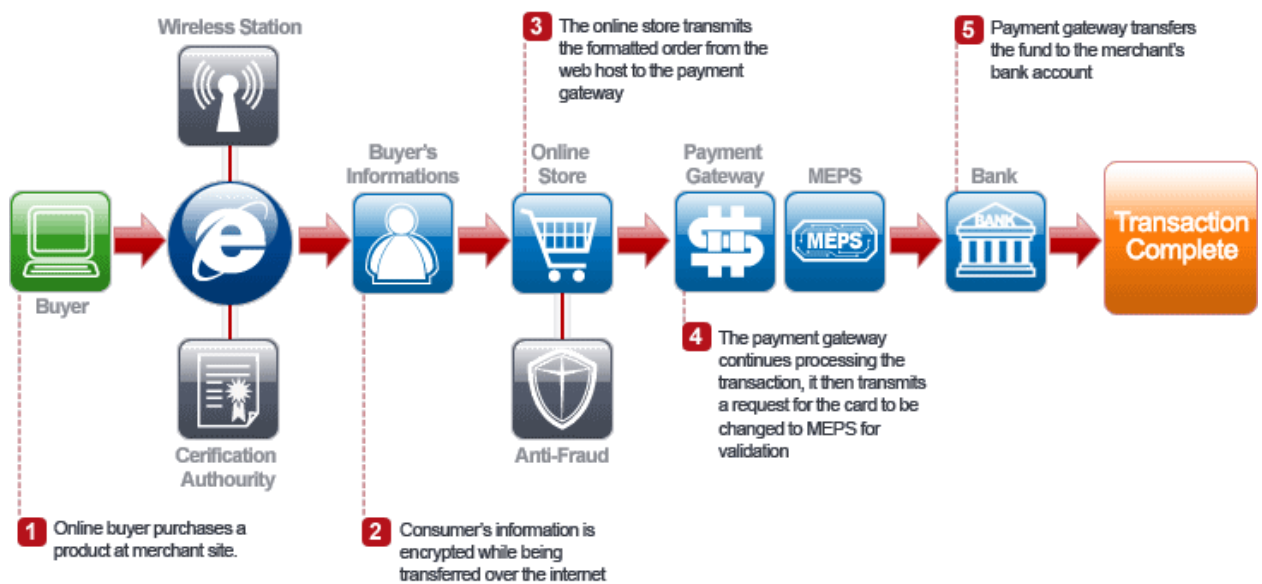 Wireless Station
3 The online store transmits
the formatted order from the
web host to the payment
gateway
5 Payment gateway transfers
the fund to the merchant's
bank account
Buyer's
Informations
Online
Store
Payment
Gateway
MEPS
Bank
BANK
MEPS
Transaction
Complete
Buyer
4 The payment gateway
continues processing the
transaction, it then transmits
a request for the card to be
changed to MEPS for
validation
Cerification
Authourity
Anti-Fraud
1 Online buyer purchases a
product at merchant site.
2 Consumer's information is
encrypted while being
transferred over the internet